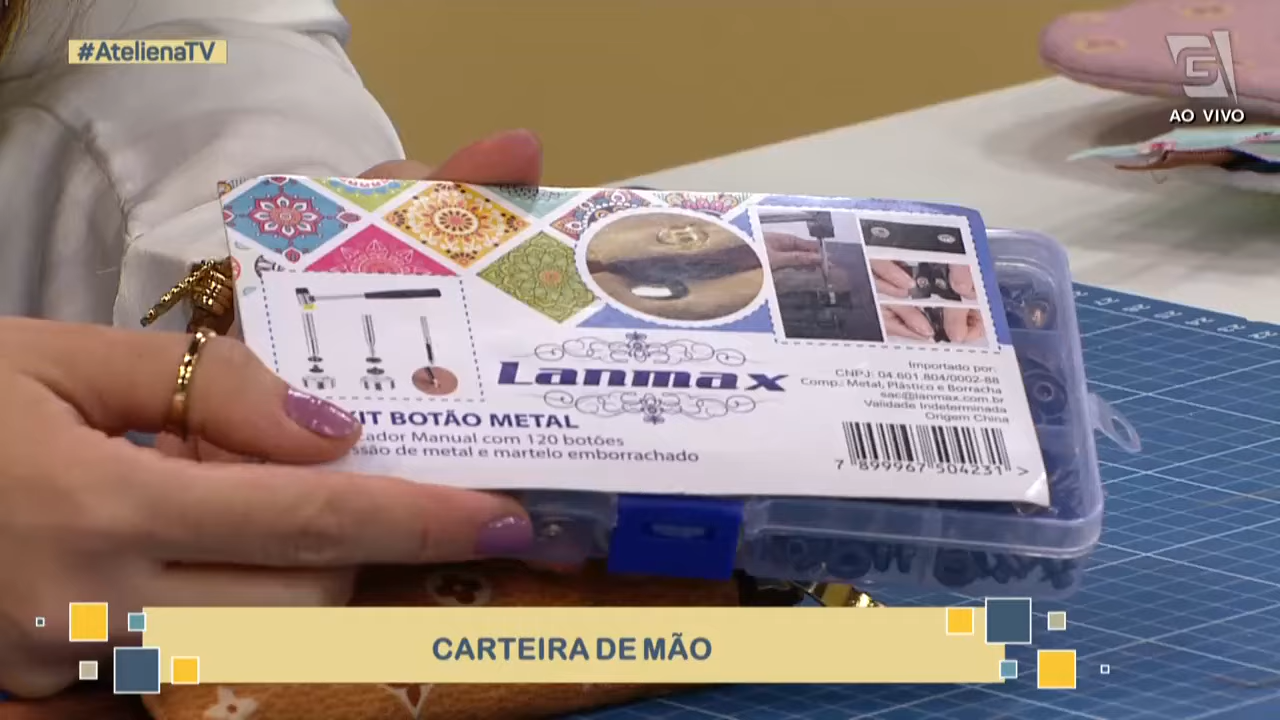 #AtelienaTV
AO VIVO
Lanmax
KIT BOTÃO METAL
Manual com 120 botões
de metal e martelo emborrachado
Importado por:
CNPJ: 04.601.804/0002-88
Comp.: Metal, Plástico e Borracha
sac@lanmax.com.br
Validade Indeterminada
Origem China
7 899967 504231 >
CARTEIRA DE MÃO